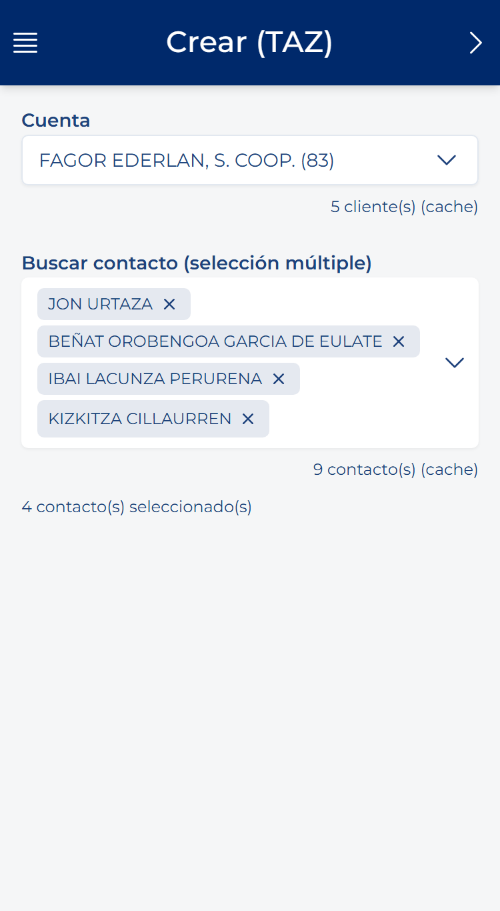 Crear (TAZ)
Cuenta
FAGOR EDERLAN, S. COOP. (83)
5 cliente(s) (cache)
Buscar contacto (selección múltiple)
JON URTAZA
BEÑAT OROBENGOA GARCIA DE EULATE
IBAI LACUNZA PERURENA
KIZKITZA CILLAURREN
9 contacto(s) (cache)
4 contacto(s) seleccionado(s)